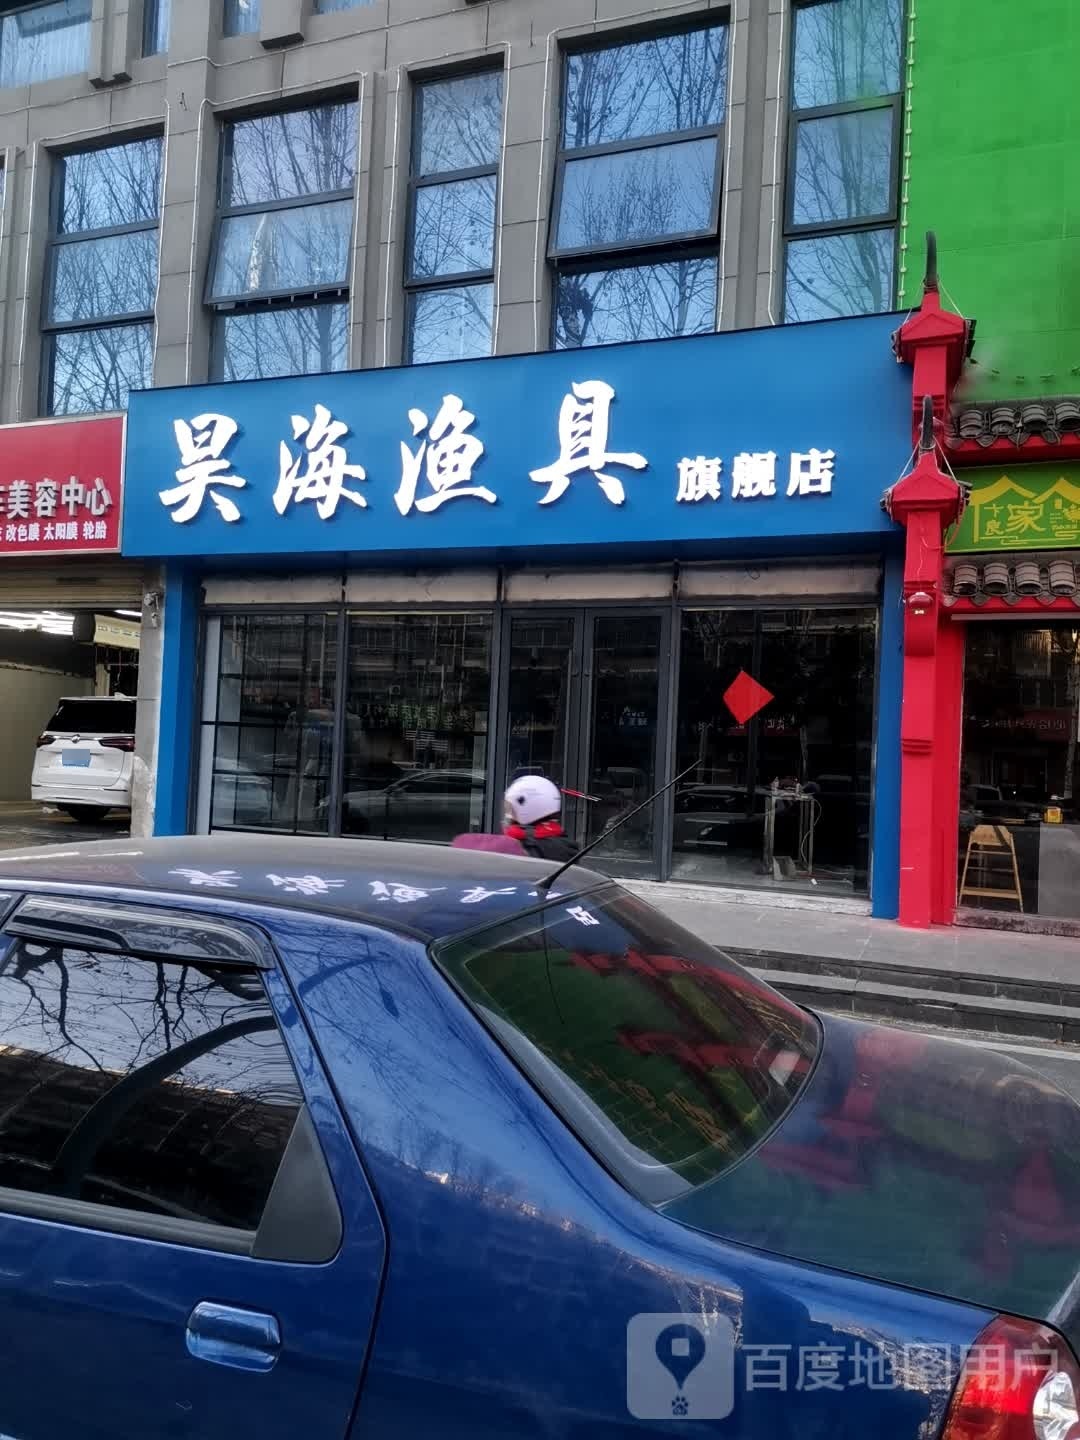 昊海渔具 旗舰店
美容中心
改色膜 太阳膜 轮胎
家
百度地图用户